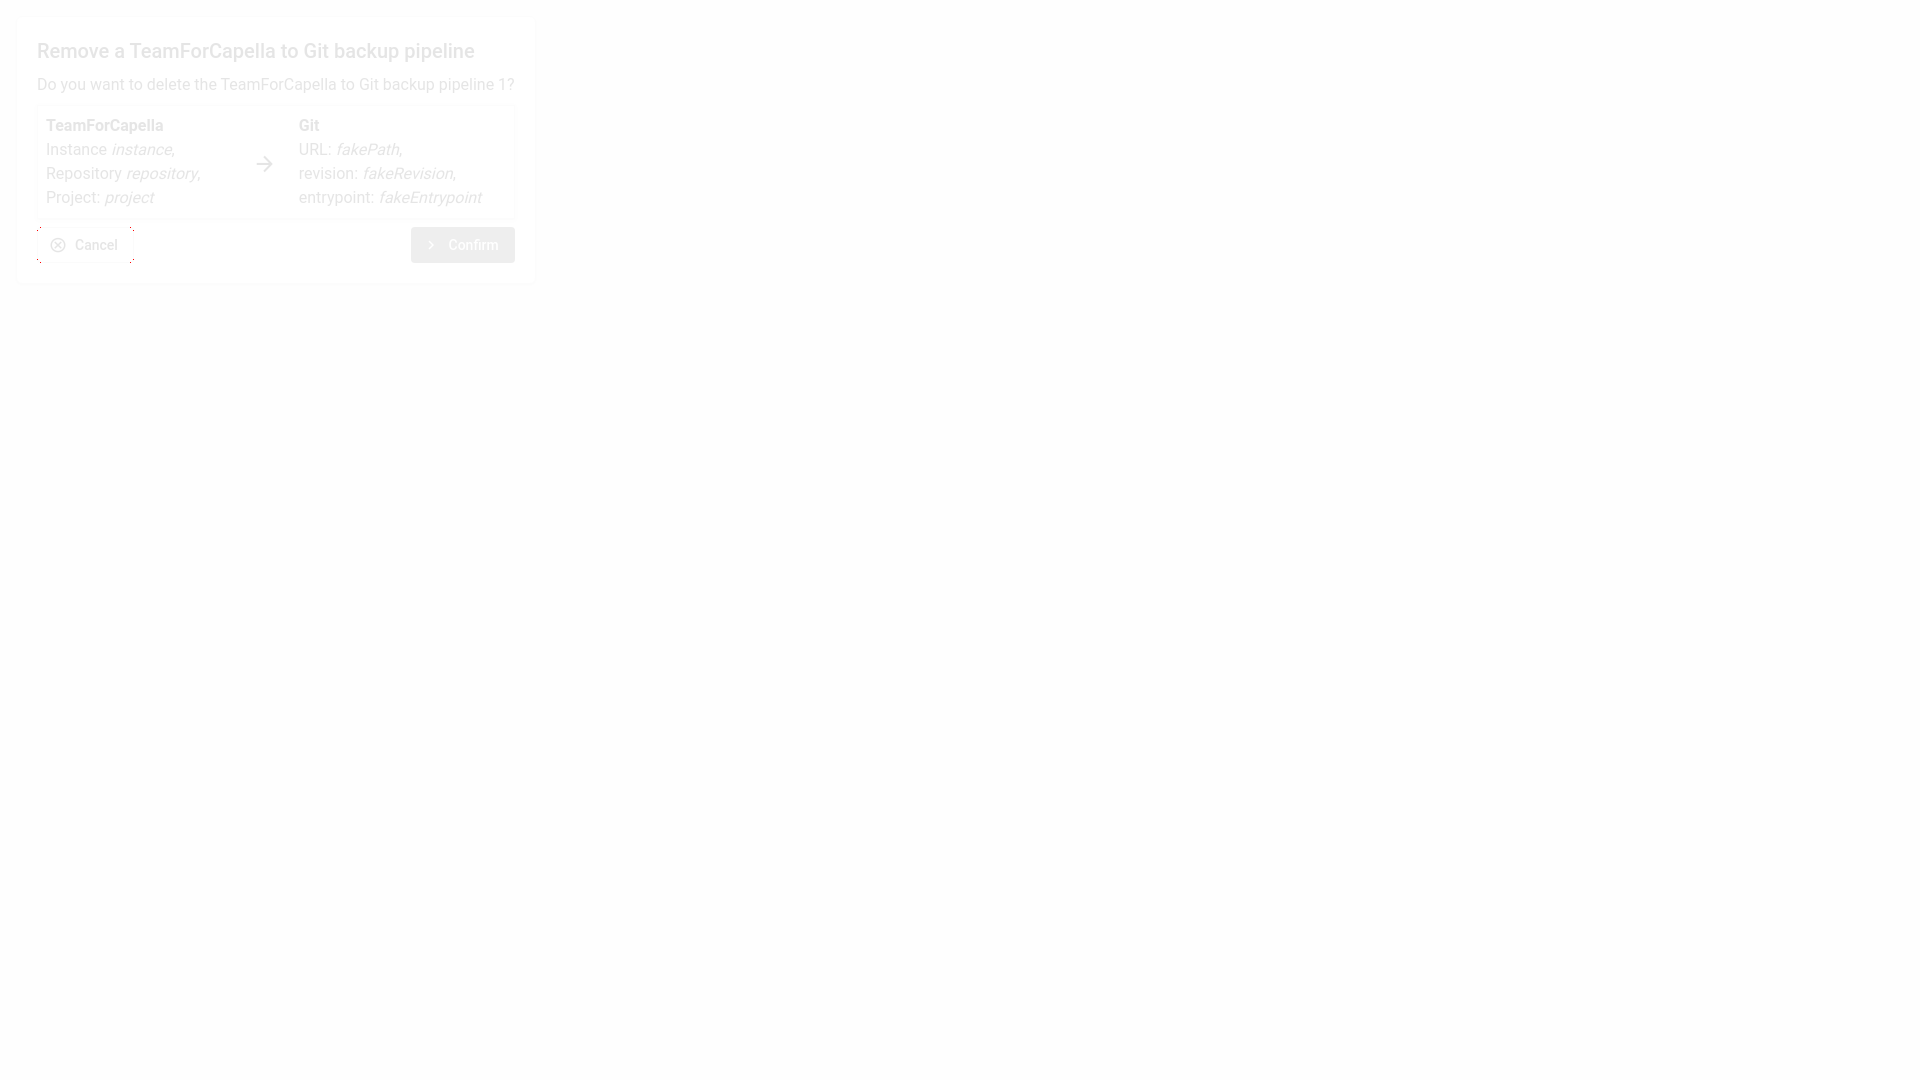 Remove a TeamForCapella to Git backup pipeline
Do you want to delete the TeamForCapella to Git backup pipeline 1?
TeamForCapella
Instance instance,
Repository repository,
Project: project
Git
URL: fakePath,
revision: fakeRevision,
entrypoint: fakeEntrypoint
Cancel
Confirm